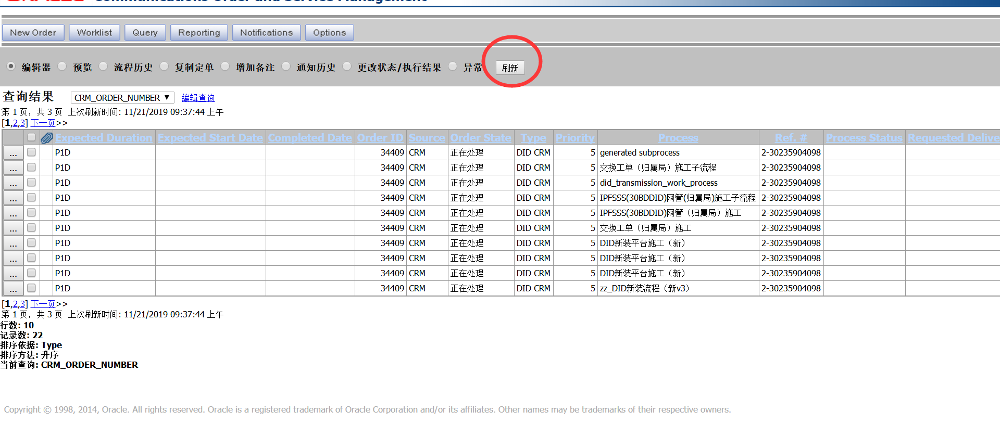 Communications Order and Service Management
New Order Worklist Query Reporting Notifications Options
编辑器 预览 流程历史 复制定单 增加备注 通知历史 更改状态/执行结果 异常 刷新
查询结果 CRM_ORDER_NUMBER ▼ 编辑查询
第 1 页，共 3 页 上次刷新时间: 11/21/2019 09:37:44 上午
[1,2,3] 下一页>>
Expected Duration Expected Start Date Completed Date Order ID Source Order State Type Priority Process Ref. # Process Status Requested Delive
... P1D 34409 CRM 正在处理 DID CRM 5 generated subprocess 2-30235904098
... P1D 34409 CRM 正在处理 DID CRM 5 交换工单（归属局）施工子流程 2-30235904098
... P1D 34409 CRM 正在处理 DID CRM 5 did_transmission_work_process 2-30235904098
... P1D 34409 CRM 正在处理 DID CRM 5 IPFSSS(30BDDID)网管(归属局)施工子流程 2-30235904098
... P1D 34409 CRM 正在处理 DID CRM 5 IPFSSS(30BDDID)网管（归属局）施工 2-30235904098
... P1D 34409 CRM 正在处理 DID CRM 5 交换工单（归属局）施工 2-30235904098
... P1D 34409 CRM 正在处理 DID CRM 5 DID新装平台施工（新） 2-30235904098
... P1D 34409 CRM 正在处理 DID CRM 5 DID新装平台施工（新） 2-30235904098
... P1D 34409 CRM 正在处理 DID CRM 5 DID新装平台施工（新） 2-30235904098
... P1D 34409 CRM 正在处理 DID CRM 5 zz_DID新装流程（新v3） 2-30235904098
[1,2,3] 下一页>>
第 1 页，共 3 页 上次刷新时间: 11/21/2019 09:37:44 上午
行数: 10
记录数: 22
排序依据: Type
排序方法: 升序
当前查询: CRM_ORDER_NUMBER
Copyright © 1998, 2014, Oracle. All rights reserved. Oracle is a registered trademark of Oracle Corporation and/or its affiliates. Other names may be trademarks of their respective owners.